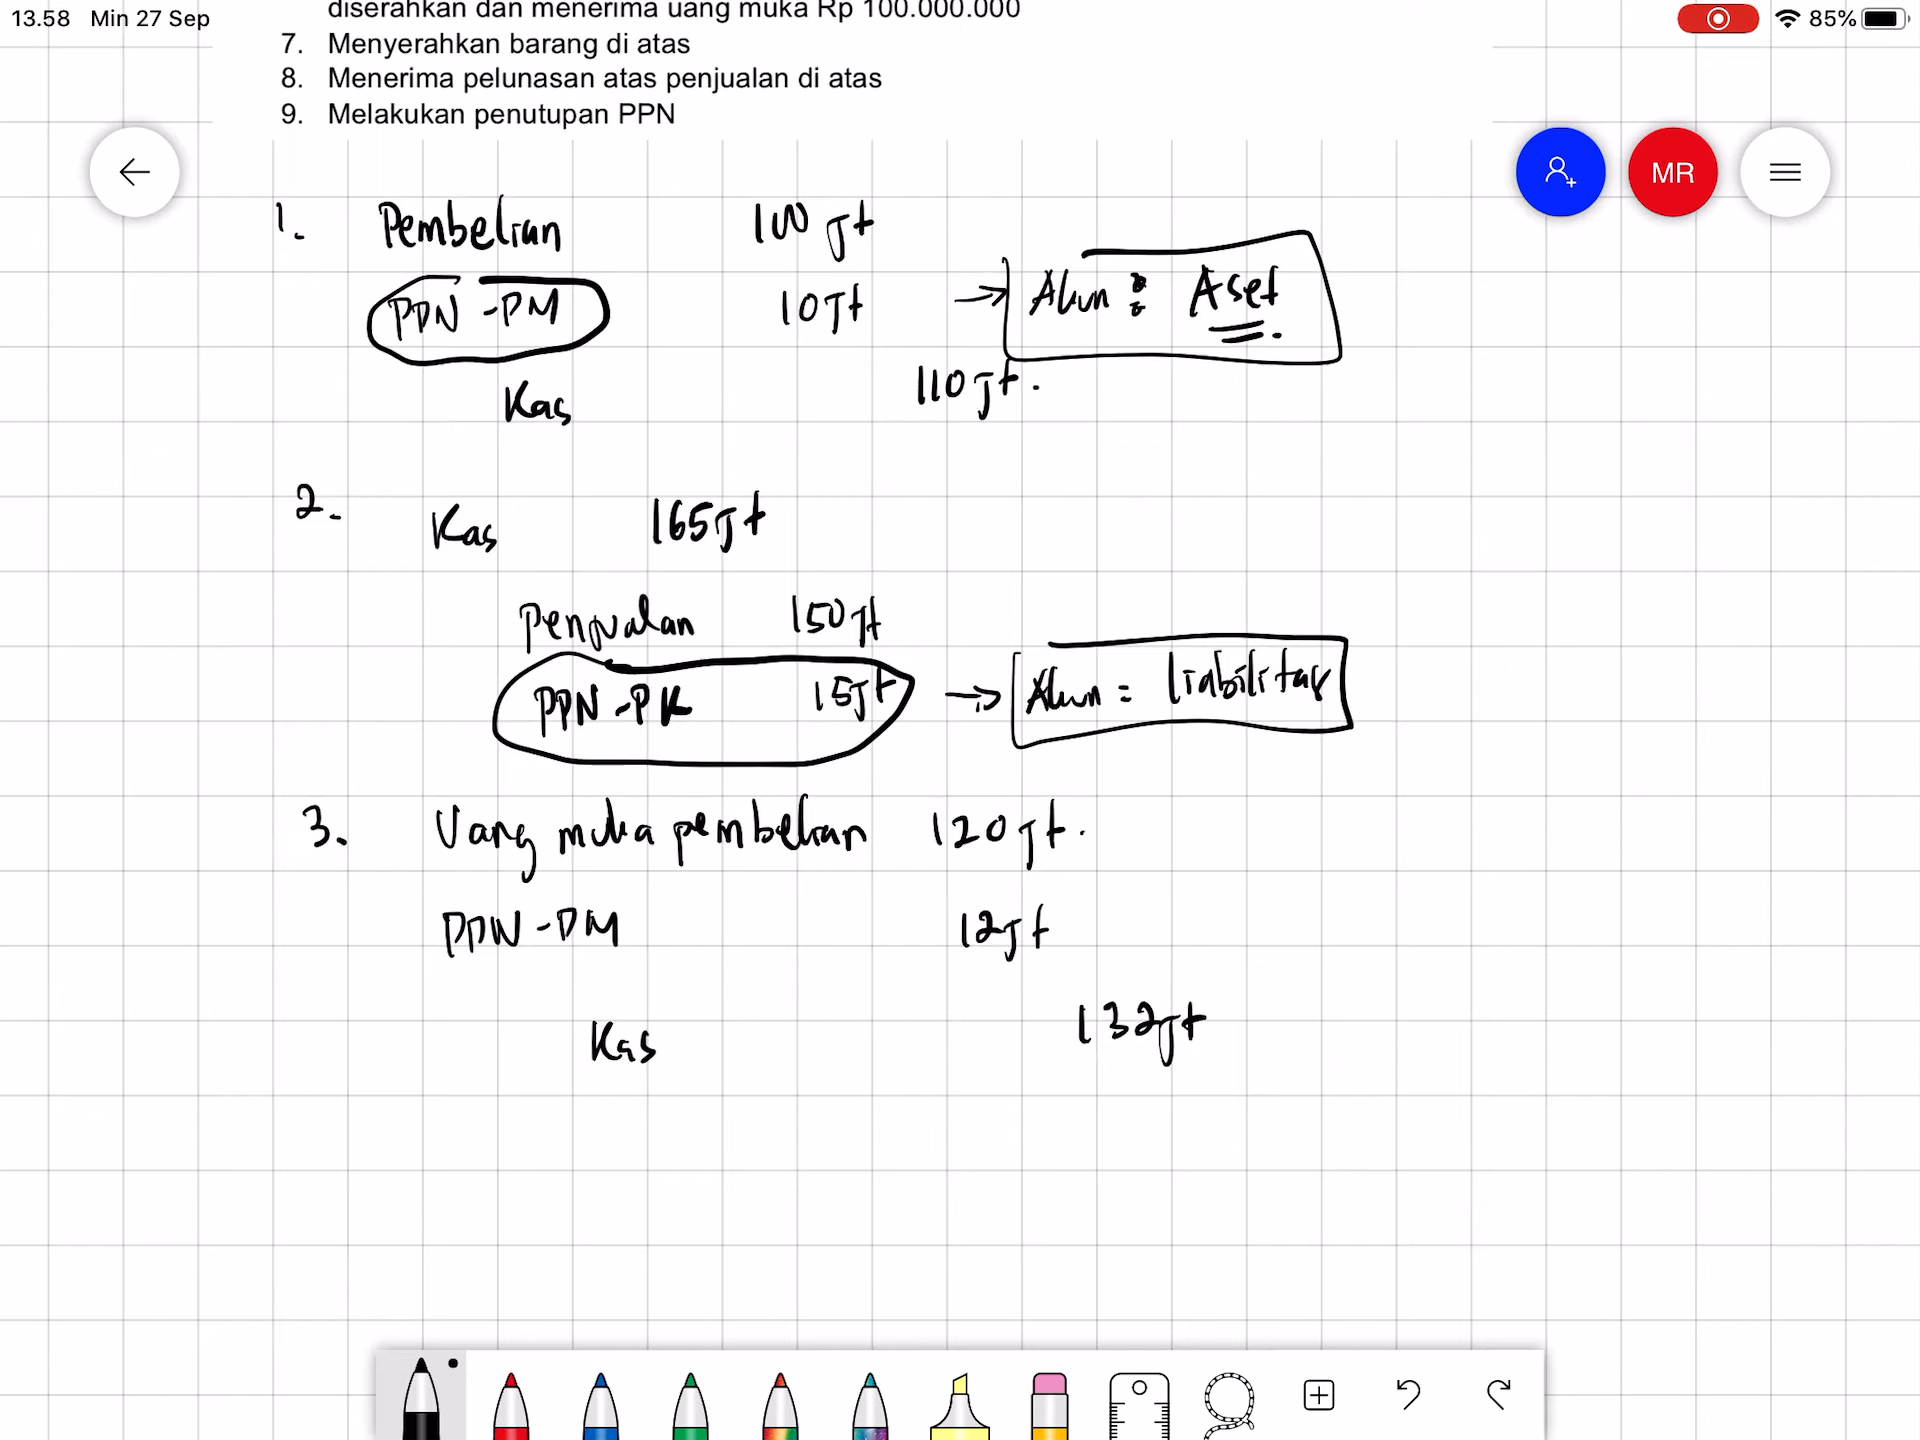 13.58 Min 27 Sep 85%
diserahkan dan menerima uang muka Rp 100.000.000
7. Menyerahkan barang di atas
8. Menerima pelunasan atas penjualan di atas
9. Melakukan penutupan PPN
MR
1. Pembelian 100 jt
PPN - PM 10 Jt → Akun : Aset
Kas 110 jt.
2. Kas 165 jt
Penjualan 150 jt
PPN - PK 15 jt → Akun = liabilitas
3. Uang muka pembelian 120 jt.
PPN - PM 12 jt
Kas 132 jt